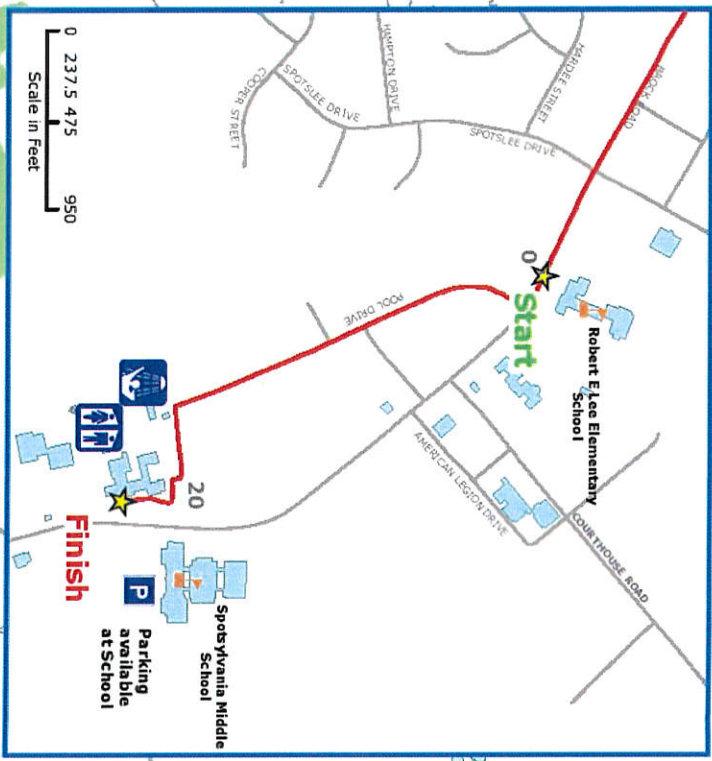 BROCK ROAD
HARDEE STREET
HAMPTON DRIVE
SPOTSLEE DRIVE
SPOTSLEE DRIVE
COOPER STREET
0 237.5 475 950
Scale in Feet
0
Start
Robert E Lee Elementary
School
POOL DRIVE
AMERICAN LEGION DRIVE
COURTHOUSE ROAD
20
Finish
Spotsylvania Middle
School
P
Parking
available
at School